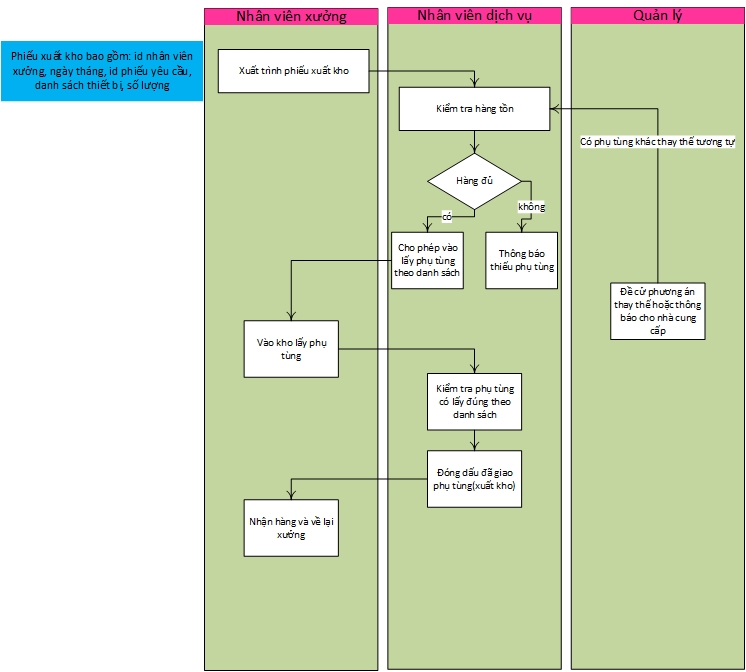 Nhân viên xưởng
Nhân viên dịch vụ
Quản lý
Phiếu xuất kho bao gồm: id nhân viên
xưởng, ngày tháng, id phiếu yêu cầu,
danh sách thiết bị, số lượng
Xuất trình phiếu xuất kho
Kiểm tra hàng tồn
Có phụ tùng khác thay thế tương tự
Hàng đủ
không
có
Cho phép vào
lấy phụ tùng
theo danh sách
Thông báo
thiếu phụ tùng
Đề cử phương án
thay thế hoặc thông
báo cho nhà cung
cấp
Vào kho lấy phụ
tùng
Kiểm tra phụ tùng
có lấy đúng theo
danh sách
Đóng dấu đã giao
phụ tùng(xuất kho)
Nhận hàng và về lại
xưởng